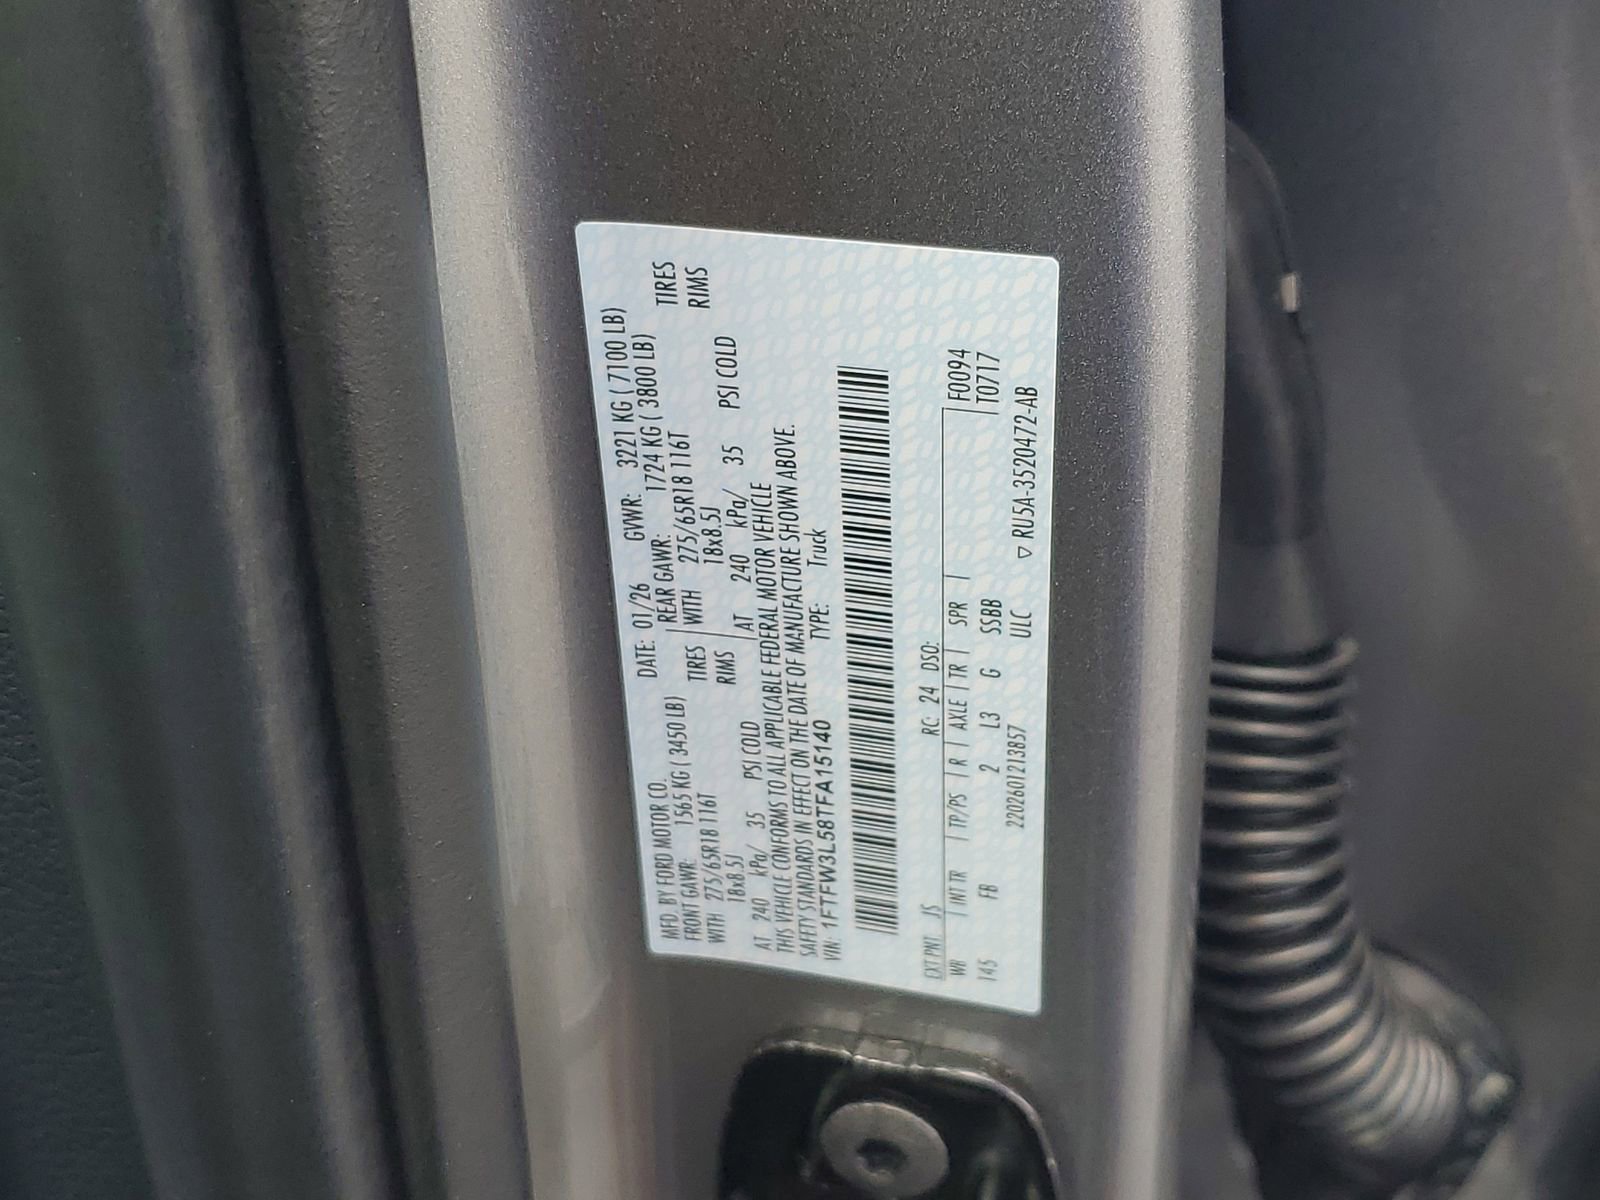 MFD. BY FORD MOTOR CO.
DATE: 01/26 GVWR: 3221 KG ( 7100 LB)
FRONT GAWR: 1565 KG ( 3450 LB) REAR GAWR: 1724 KG ( 3800 LB)
WITH 275/65R18 116T TIRES WITH 275/65R18 116T TIRES
18x8.5J RIMS 18x8.5J RIMS
AT 240 kPa/ 35 PSI COLD AT 240 kPa/ 35 PSI COLD
THIS VEHICLE CONFORMS TO ALL APPLICABLE FEDERAL MOTOR VEHICLE
SAFETY STANDARDS IN EFFECT ON THE DATE OF MANUFACTURE SHOWN ABOVE.
VIN: 1FTFW3L58TFA15140 TYPE: Truck
EXT PNT JS RC: 24 DSO:
WB | INT TR | TP/PS | R | AXLE | TR | SPR | F0094
145 FB 2 L3 G SSBB T0717
2202601213857 ULC ▽ RU5A-3520472-AB